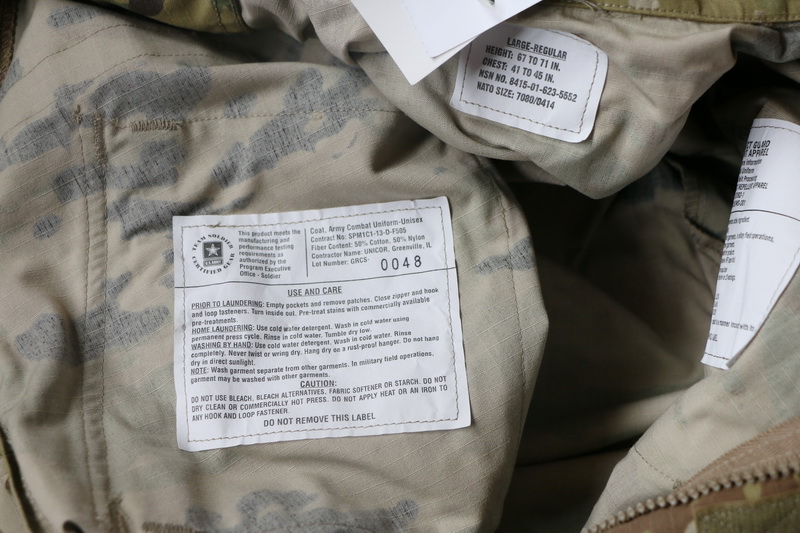 LARGE-REGULAR
HEIGHT: 67 TO 71 IN.
CHEST: 41 TO 45 IN.
NSN NO. 8415-01-623-5552
NATO SIZE: 7080/0414
TEAM SOLDIER
CERTIFIED GEAR
This product meets the
manufacturing and
performance testing
requirements as
authorized by the
Program Executive
Office - Soldier
Coat, Army Combat Uniform-Unisex
Contract No: SPM1C1-13-D-F505
Fiber Content: 50% Cotton, 50% Nylon
Contractor Name: UNICOR, Greenville, IL
Lot Number: GRCS- 0048
USE AND CARE
PRIOR TO LAUNDERING: Empty pockets and remove patches. Close zipper and hook
and loop fasteners. Turn inside out. Pre-treat stains with commercially available
pre-treatments.
HOME LAUNDERING: Use cold water detergent. Wash in cold water using
permanent press cycle. Rinse in cold water. Tumble dry low.
WASHING BY HAND: Use cold water detergent. Wash in cold water. Rinse
completely. Never twist or wring dry. Hang dry on a rust-proof hanger. Do not hang
dry in direct sunlight.
NOTE: Wash garment separate from other garments. In military field operations,
garment may be washed with other garments.
CAUTION:
DO NOT USE BLEACH, BLEACH ALTERNATIVES, FABRIC SOFTENER OR STARCH. DO NOT
DRY CLEAN OR COMMERCIALLY HOT PRESS. DO NOT APPLY HEAT OR AN IRON TO
ANY HOOK AND LOOP FASTENER.
DO NOT REMOVE THIS LABEL
APPAREL
field operations,